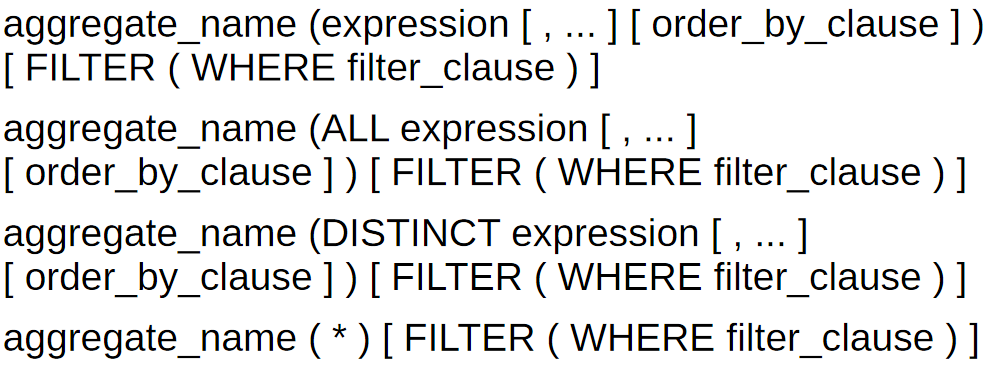 aggregate_name (expression [ , ... ] [ order_by_clause ] )
[ FILTER ( WHERE filter_clause ) ]
aggregate_name (ALL expression [ , ... ]
[ order_by_clause ] ) [ FILTER ( WHERE filter_clause ) ]
aggregate_name (DISTINCT expression [ , ... ]
[ order_by_clause ] ) [ FILTER ( WHERE filter_clause ) ]
aggregate_name ( * ) [ FILTER ( WHERE filter_clause ) ]